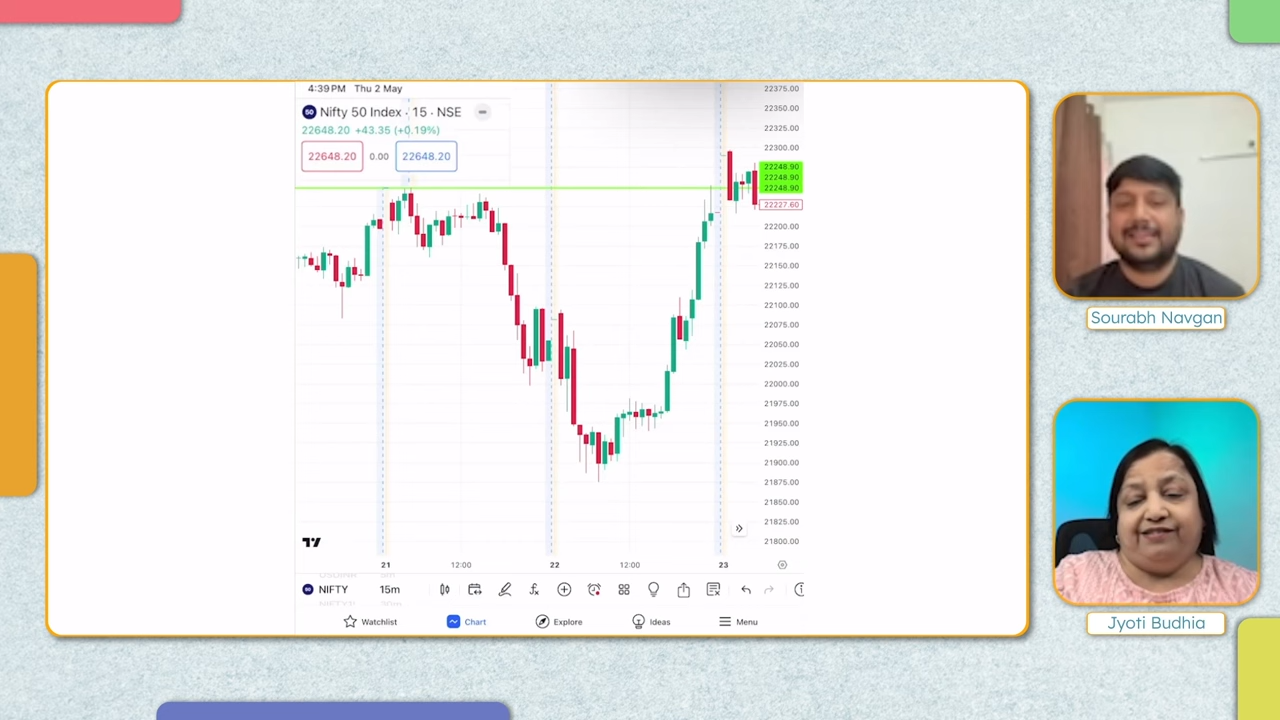 4:39 PM Thu 2 May
50 Nifty 50 Index · 15 · NSE
22648.20 +43.35 (+0.19%)
22648.20 0.00 22648.20
22375.00
22350.00
22325.00
22300.00
22248.90
22248.90
22248.90
22227.60
22200.00
22175.00
22150.00
22125.00
22100.00
22075.00
22050.00
22025.00
22000.00
21975.00
21950.00
21925.00
21900.00
21875.00
21850.00
21825.00
21800.00
21 12:00 22 12:00 23
50 NIFTY 15m
Watchlist Chart Explore Ideas Menu
Sourabh Navgan
Jyoti Budhia